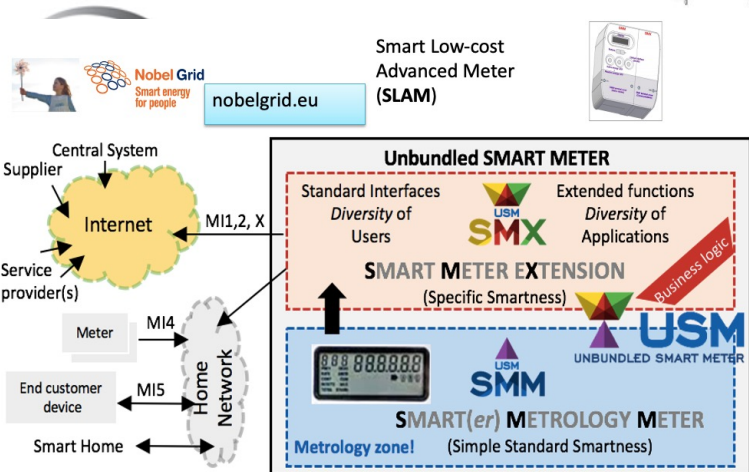 Nobel Grid
Smart energy
for people
nobelgrid.eu
Smart Low-cost
Advanced Meter
(SLAM)
Central System
Supplier
Internet
Service
provider(s)
MI1,2, X
Meter
MI4
End customer
device
MI5
Smart Home
Home
Network
Unbundled SMART METER
Standard Interfaces
Diversity of
Users
USM
SMX
Extended functions
Diversity of
Applications
SMART METER EXTENSION
(Specific Smartness)
Business logic
USM
UNBUNDLED SMART METER
USM
SMM
SMART(er) METROLOGY METER
Metrology zone!
(Simple Standard Smartness)